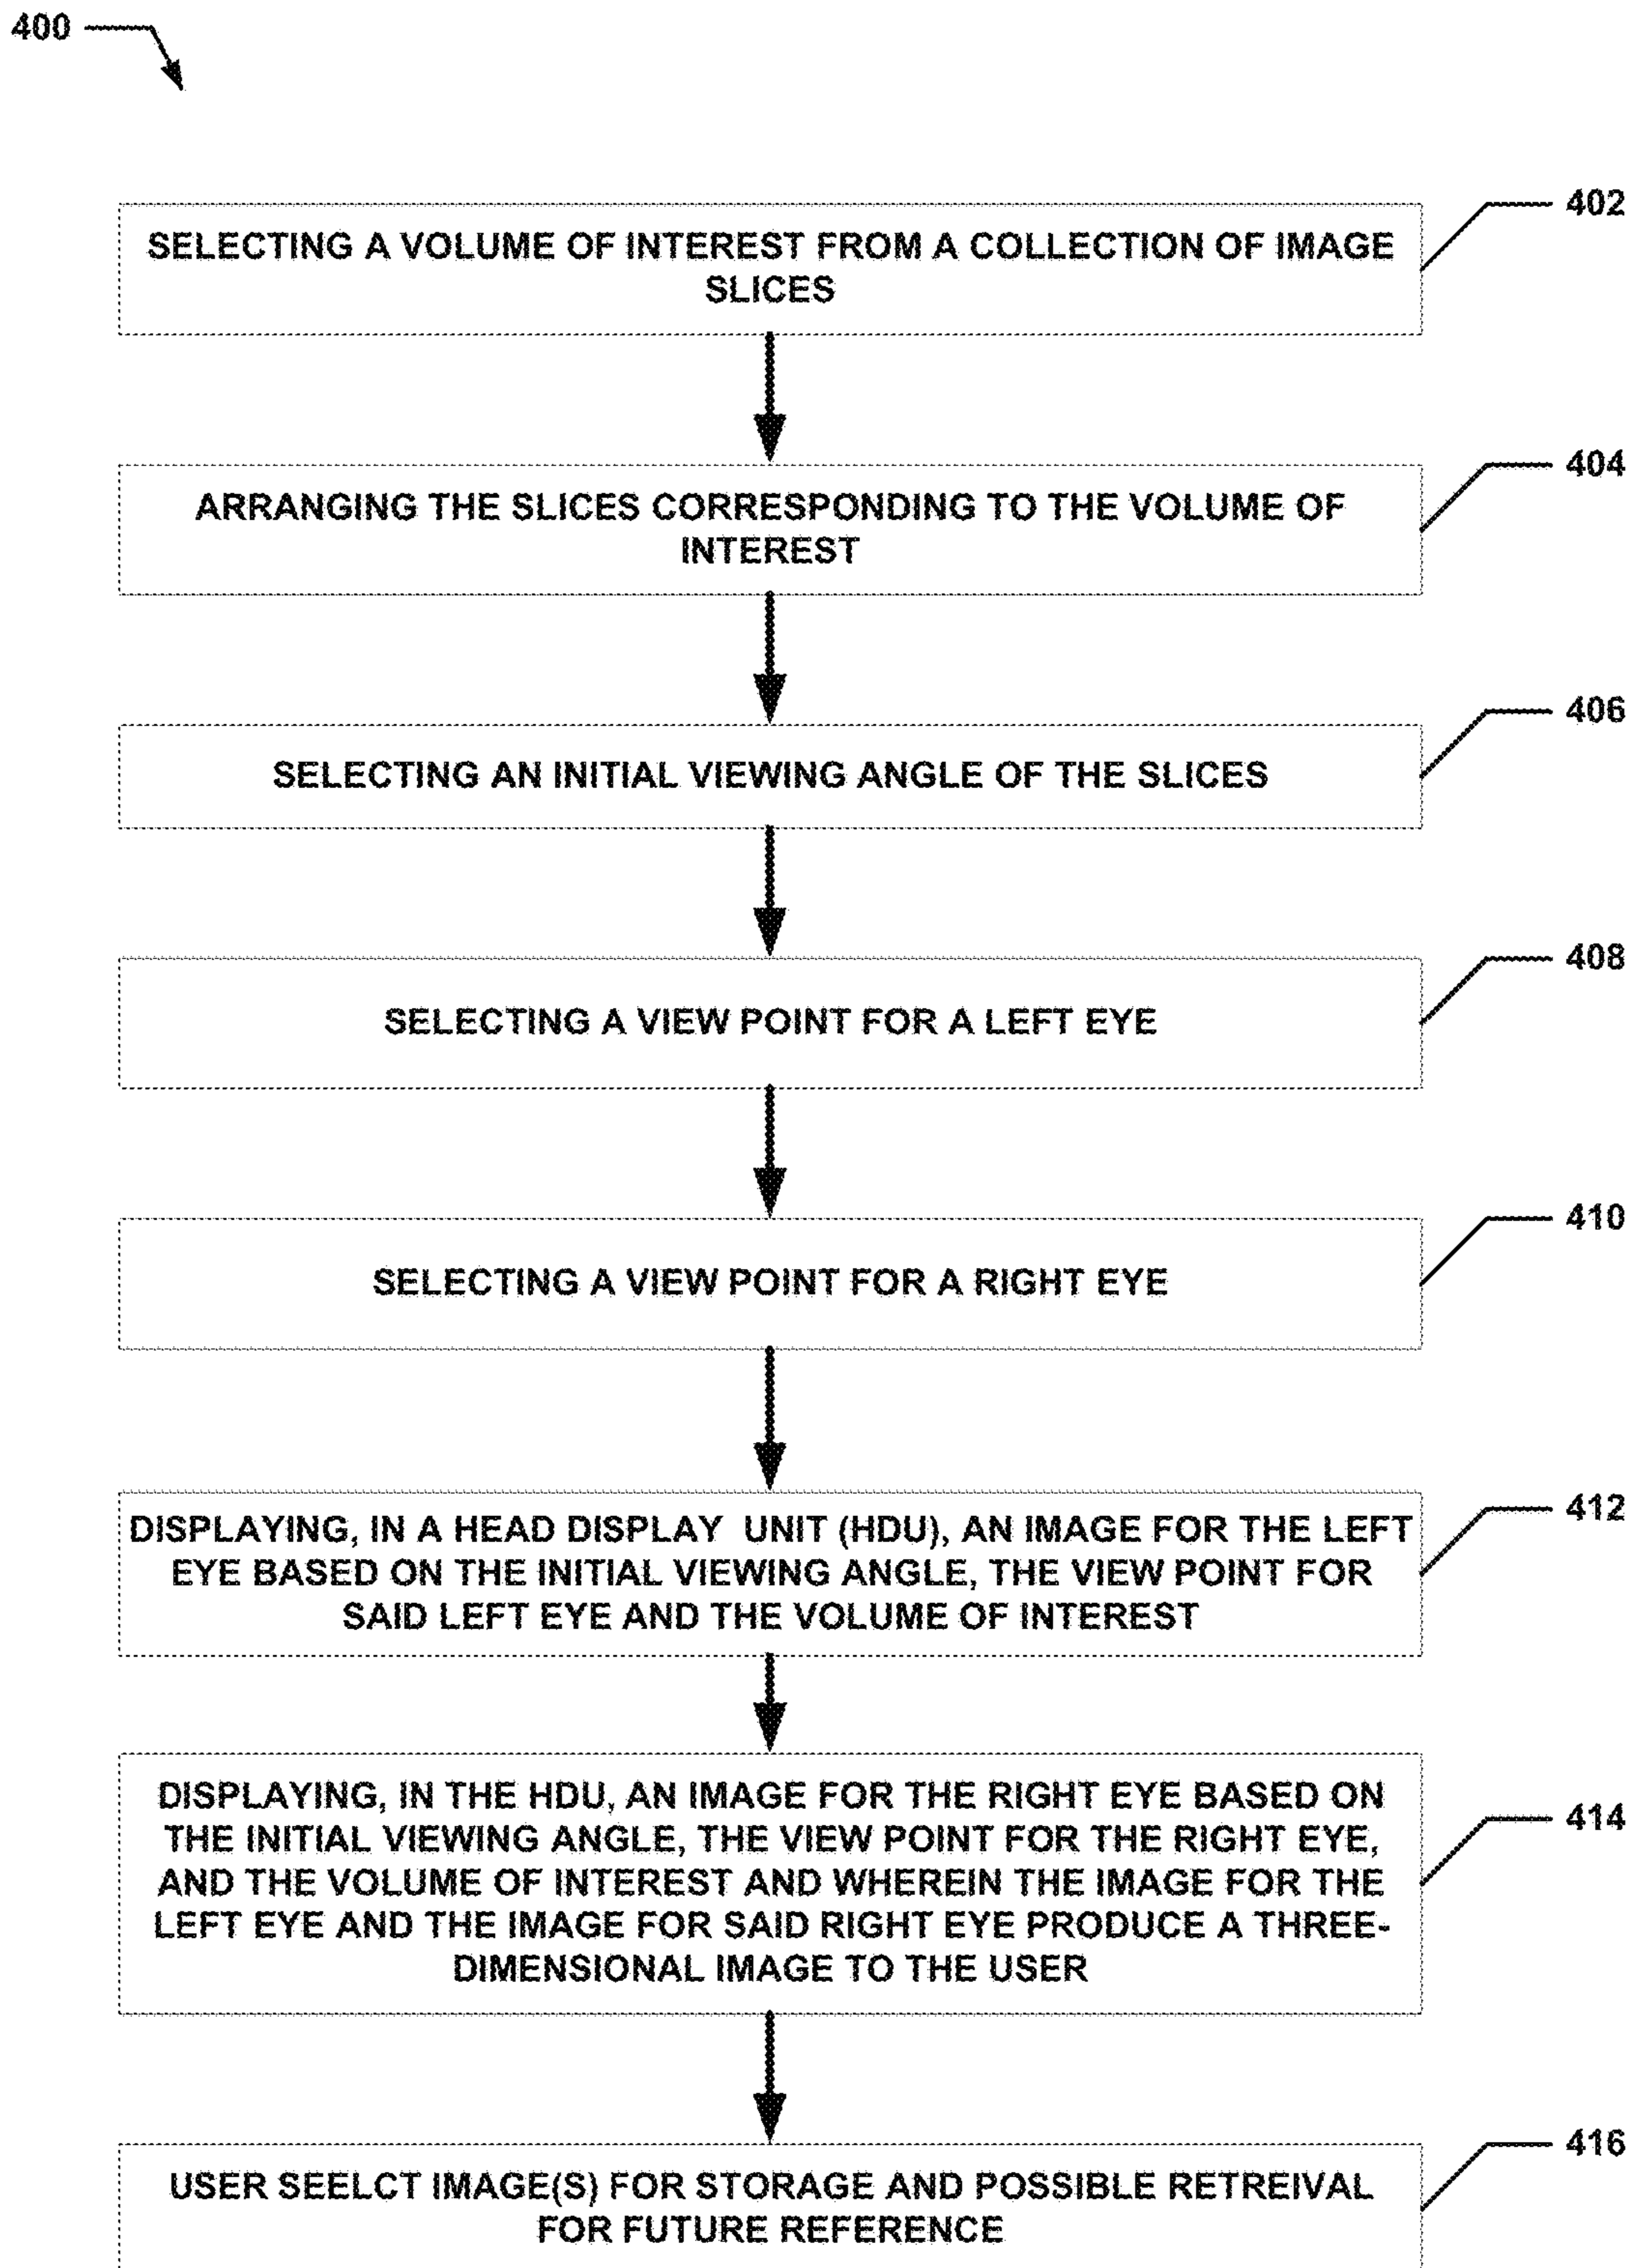 400
402
SELECTING A VOLUME OF INTEREST FROM A COLLECTION OF IMAGE
SLICES
404
ARRANGING THE SLICES CORRESPONDING TO THE VOLUME OF
INTEREST
406
SELECTING AN INITIAL VIEWING ANGLE OF THE SLICES
408
SELECTING A VIEW POINT FOR A LEFT EYE
410
SELECTING A VIEW POINT FOR A RIGHT EYE
412
DISPLAYING, IN A HEAD DISPLAY UNIT (HDU), AN IMAGE FOR THE LEFT
EYE BASED ON THE INITIAL VIEWING ANGLE, THE VIEW POINT FOR
SAID LEFT EYE AND THE VOLUME OF INTEREST
414
DISPLAYING, IN THE HDU, AN IMAGE FOR THE RIGHT EYE BASED ON
THE INITIAL VIEWING ANGLE, THE VIEW POINT FOR THE RIGHT EYE,
AND THE VOLUME OF INTEREST AND WHEREIN THE IMAGE FOR THE
LEFT EYE AND THE IMAGE FOR SAID RIGHT EYE PRODUCE A THREE-
DIMENSIONAL IMAGE TO THE USER
416
USER SEELCT IMAGE(S) FOR STORAGE AND POSSIBLE RETREIVAL
FOR FUTURE REFERENCE